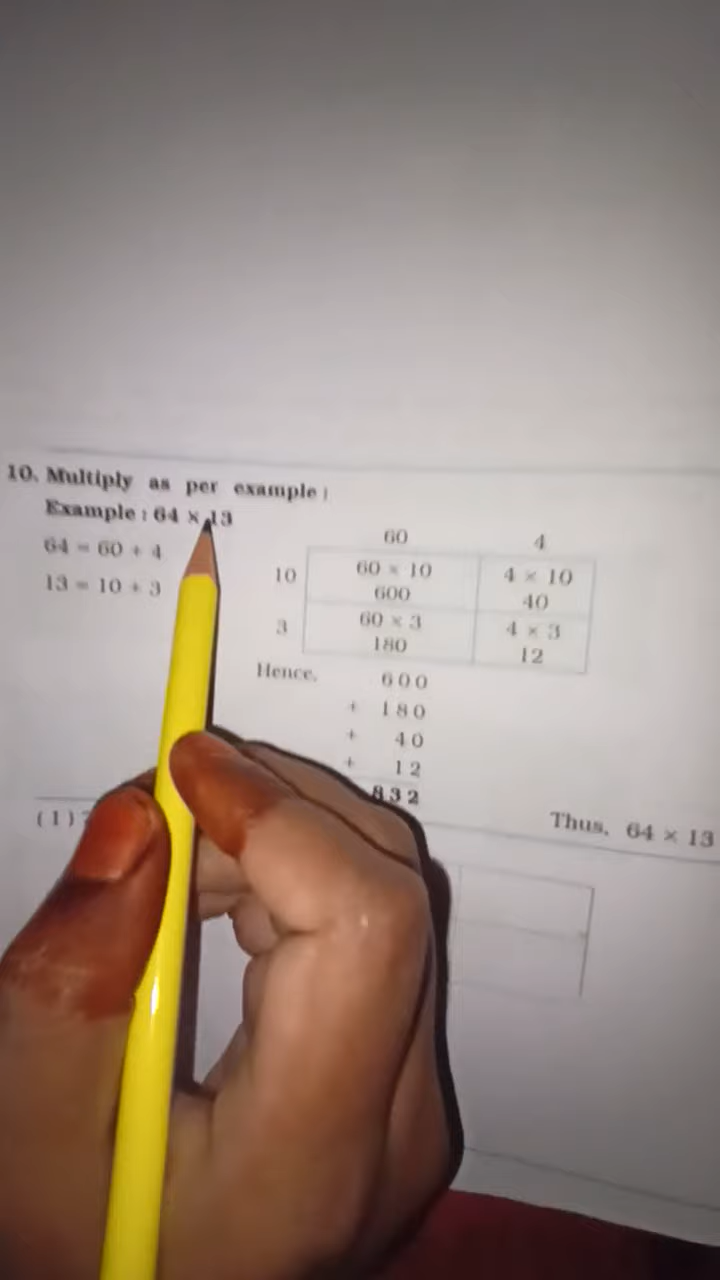 10. Multiply as per example :
Example : 64 × 13
64 = 60 + 4
13 = 10 + 3
60 4
10 60 × 10 4 × 10
600 40
3 60 × 3 4 × 3
180 12
Hence, 600
+ 180
+ 40
+ 12
832
Thus, 64 × 13
(1)